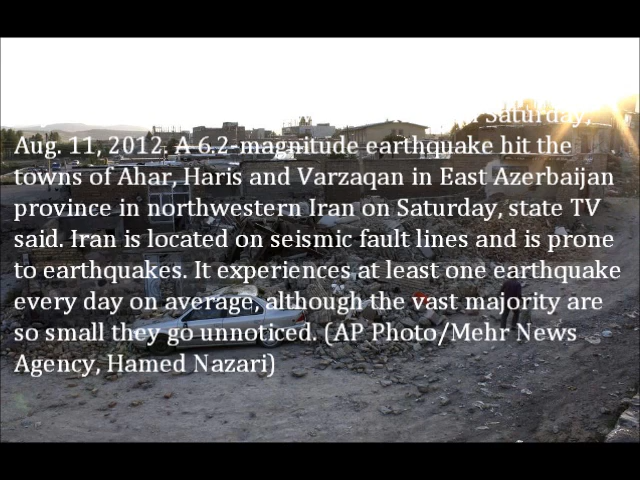 Saturday,
Aug. 11, 2012. A 6.2-magnitude earthquake hit the
towns of Ahar, Haris and Varzaqan in East Azerbaijan
province in northwestern Iran on Saturday, state TV
said. Iran is located on seismic fault lines and is prone
to earthquakes. It experiences at least one earthquake
every day on average, although the vast majority are
so small they go unnoticed. (AP Photo/Mehr News
Agency, Hamed Nazari)